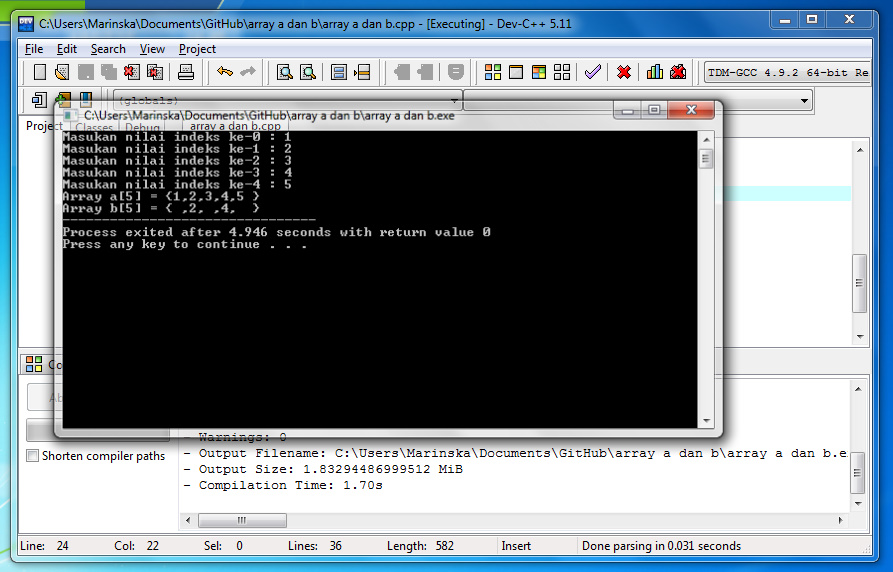 C:\Users\Marinska\Documents\GitHub\array a dan b\array a dan b.cpp - [Executing] - Dev-C++ 5.11
File Edit Search View Project
TDM-GCC 4.9.2 64-bit Re
(globals)
C:\Users\Marinska\Documents\GitHub\array a dan b\array a dan b.exe
Project Classes Debug array a dan b.cpp
Masukan nilai indeks ke-0 : 1
Masukan nilai indeks ke-1 : 2
Masukan nilai indeks ke-2 : 3
Masukan nilai indeks ke-3 : 4
Masukan nilai indeks ke-4 : 5
Array a[5] = {1,2,3,4,5 }
Array b[5] = { ,2, ,4,  }
--------------------------------
Process exited after 4.946 seconds with return value 0
Press any key to continue . . .
Co
Ab
- Warnings: 0
Shorten compiler paths
- Output Filename: C:\Users\Marinska\Documents\GitHub\array a dan b\array a dan b.e
- Output Size: 1.83294486999512 MiB
- Compilation Time: 1.70s
Line: 24 Col: 22 Sel: 0 Lines: 36 Length: 582 Insert Done parsing in 0.031 seconds